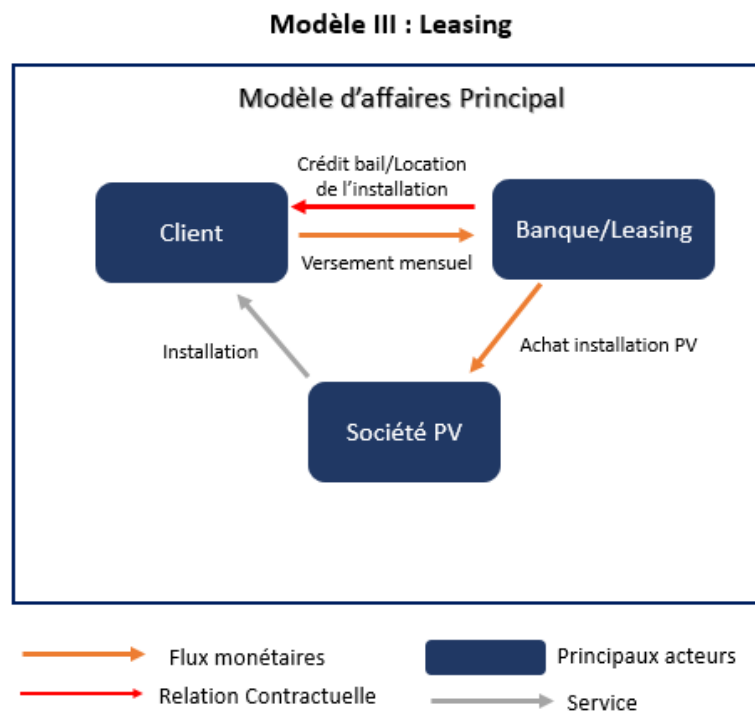 Modèle III : Leasing
Modèle d’affaires Principal
Crédit bail/Location
de l’installation
Client
Banque/Leasing
Versement mensuel
Installation
Achat installation PV
Société PV
Flux monétaires
Principaux acteurs
Relation Contractuelle
Service